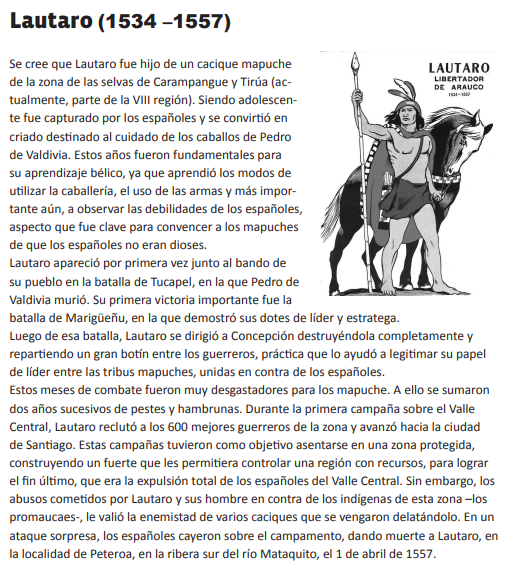 Lautaro (1534 –1557)
Se cree que Lautaro fue hijo de un cacique mapuche
de la zona de las selvas de Carampangue y Tirúa (ac-
tualmente, parte de la VIII región). Siendo adolescen-
te fue capturado por los españoles y se convirtió en
criado destinado al cuidado de los caballos de Pedro
de Valdivia. Estos años fueron fundamentales para
su aprendizaje bélico, ya que aprendió los modos de
utilizar la caballería, el uso de las armas y más impor-
tante aún, a observar las debilidades de los españoles,
aspecto que fue clave para convencer a los mapuches
de que los españoles no eran dioses.
Lautaro apareció por primera vez junto al bando de
su pueblo en la batalla de Tucapel, en la que Pedro de
Valdivia murió. Su primera victoria importante fue la
batalla de Marigüeñu, en la que demostró sus dotes de líder y estratega.
Luego de esa batalla, Lautaro se dirigió a Concepción destruyéndola completamente y
repartiendo un gran botín entre los guerreros, práctica que lo ayudó a legitimar su papel
de líder entre las tribus mapuches, unidas en contra de los españoles.
Estos meses de combate fueron muy desgastadores para los mapuche. A ello se sumaron
dos años sucesivos de pestes y hambrunas. Durante la primera campaña sobre el Valle
Central, Lautaro reclutó a los 600 mejores guerreros de la zona y avanzó hacia la ciudad
de Santiago. Estas campañas tuvieron como objetivo asentarse en una zona protegida,
construyendo un fuerte que les permitiera controlar una región con recursos, para lograr
el fin último, que era la expulsión total de los españoles del Valle Central. Sin embargo, los
abusos cometidos por Lautaro y sus hombre en contra de los indígenas de esta zona –los
promaucaes-, le valió la enemistad de varios caciques que se vengaron delatándolo. En un
ataque sorpresa, los españoles cayeron sobre el campamento, dando muerte a Lautaro, en
la localidad de Peteroa, en la ribera sur del río Mataquito, el 1 de abril de 1557.
LAUTARO
LIBERTADOR
DE ARAUCO
1534-1557